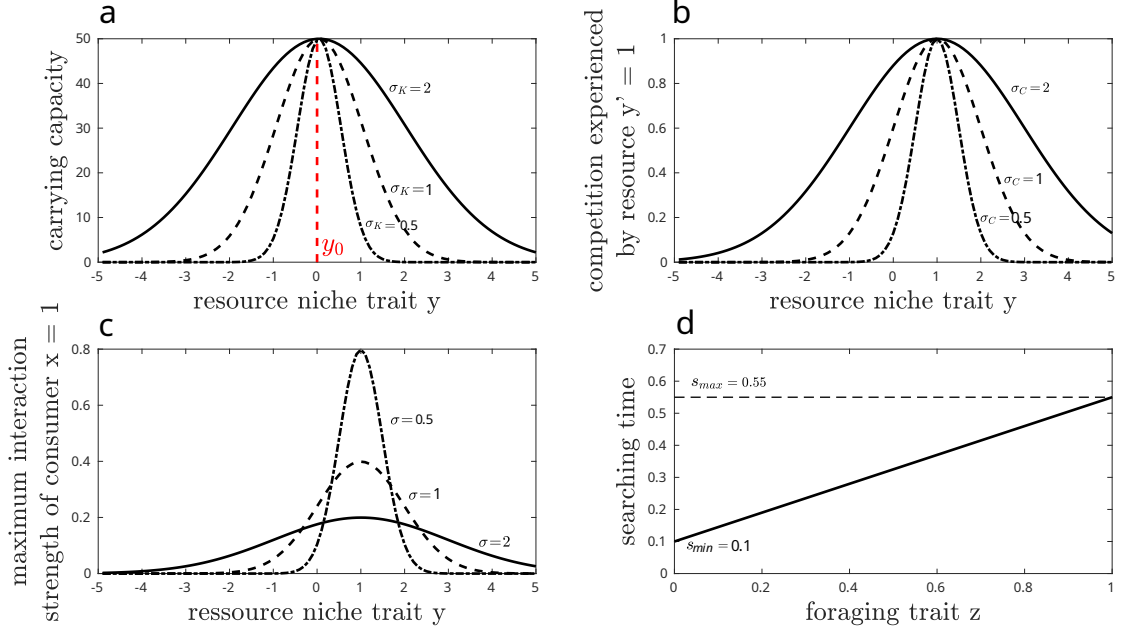 a
carrying capacity
50
40
30
20
10
0
σK=2
σK=1
σK=0.5
y0
-5 -4 -3 -2 -1 0 1 2 3 4 5
resource niche trait y
b
competition experienced
by resource y' = 1
1
0.8
0.6
0.4
0.2
0
σC=2
σC=1
σC=0.5
-5 -4 -3 -2 -1 0 1 2 3 4 5
resource niche trait y
c
maximum interaction
strength of consumer x = 1
0.8
0.6
0.4
0.2
0
σ=0.5
σ=1
σ=2
-5 -4 -3 -2 -1 0 1 2 3 4 5
ressource niche trait y
d
searching time
0.7
0.6
0.5
0.4
0.3
0.2
0.1
0
smax = 0.55
smin = 0.1
0 0.2 0.4 0.6 0.8 1
foraging trait z